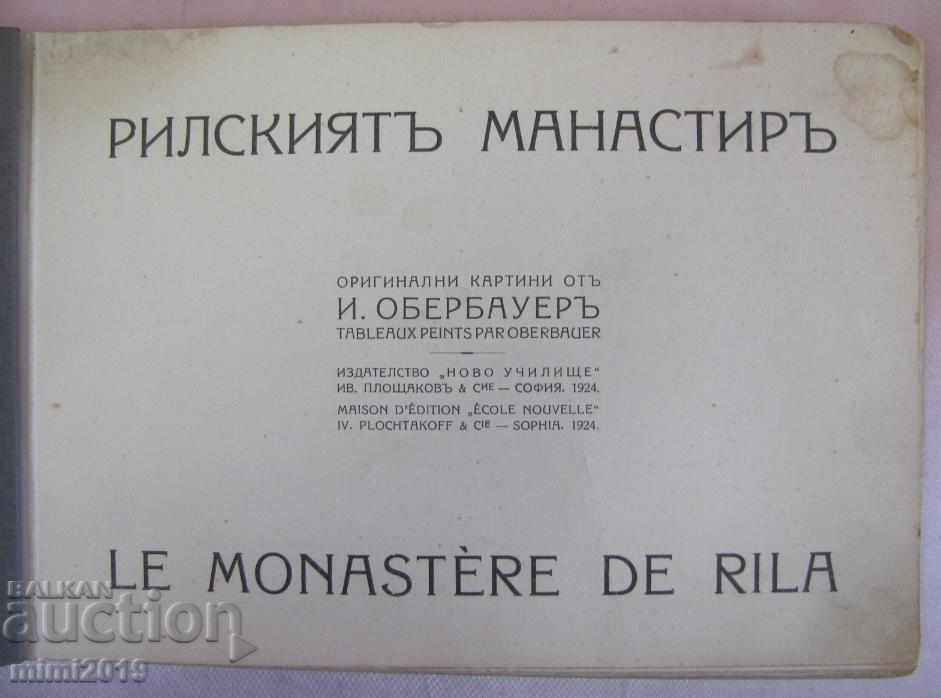 РИЛСКИЯТЪ МАНАСТИРЪ
ОРИГИНАЛНИ КАРТИНИ ОТЪ
И. ОБЕРБАУЕРЪ
TABLEAUX PEINTS PAR OBERBAUER
ИЗДАТЕЛСТВО „НОВО УЧИЛИЩЕ“
ИВ. ПЛОЩАКОВЪ & СИЕ — СОФИЯ. 1924.
MAISON D'ÉDITION „ÉCOLE NOUVELLE“
IV. PLOCHTAKOFF & CIE — SOPHIA. 1924.
LE MONASTÈRE DE RILA
BALKAN
auction
mimi2019